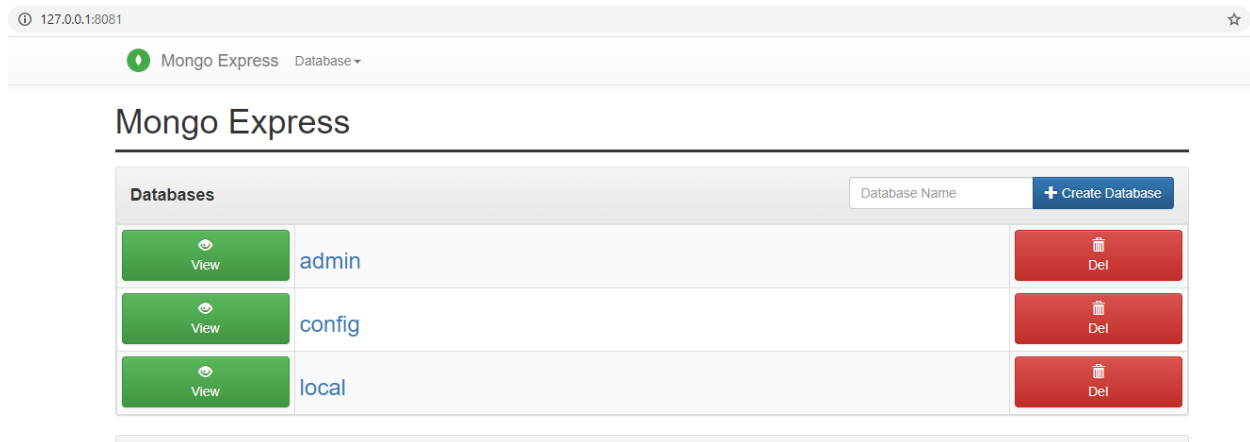 127.0.0.1:8081
Mongo Express Database
Mongo Express
Databases Database Name Create Database
View admin Del
View config Del
View local Del